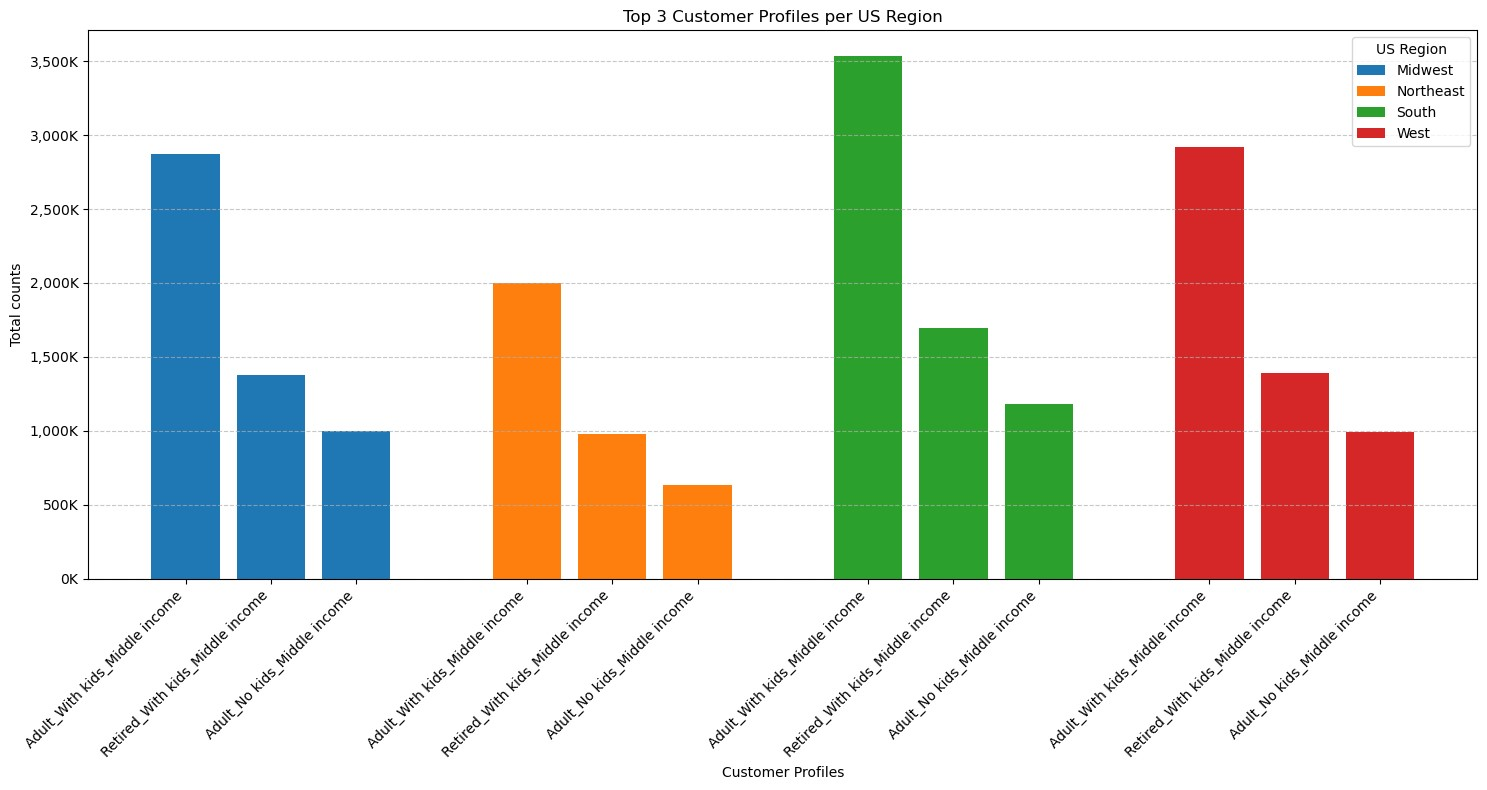 Top 3 Customer Profiles per US Region
US Region
Midwest
Northeast
South
West
Total counts
3,500K
3,000K
2,500K
2,000K
1,500K
1,000K
500K
0K
Adult_With kids_Middle income
Retired_With kids_Middle income
Adult_No kids_Middle income
Adult_With kids_Middle income
Retired_With kids_Middle income
Adult_No kids_Middle income
Adult_With kids_Middle income
Retired_With kids_Middle income
Adult_No kids_Middle income
Adult_With kids_Middle income
Retired_With kids_Middle income
Adult_No kids_Middle income
Customer Profiles